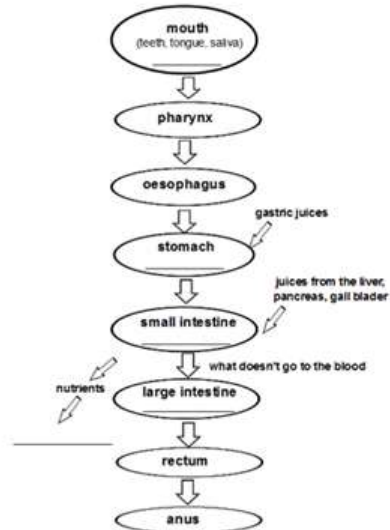 mouth
(teeth, tongue, saliva)
pharynx
oesophagus
gastric juices
stomach
juices from the liver,
pancreas, gall blader
small intestine
what doesn't go to the blood
nutrients
large intestine
rectum
anus